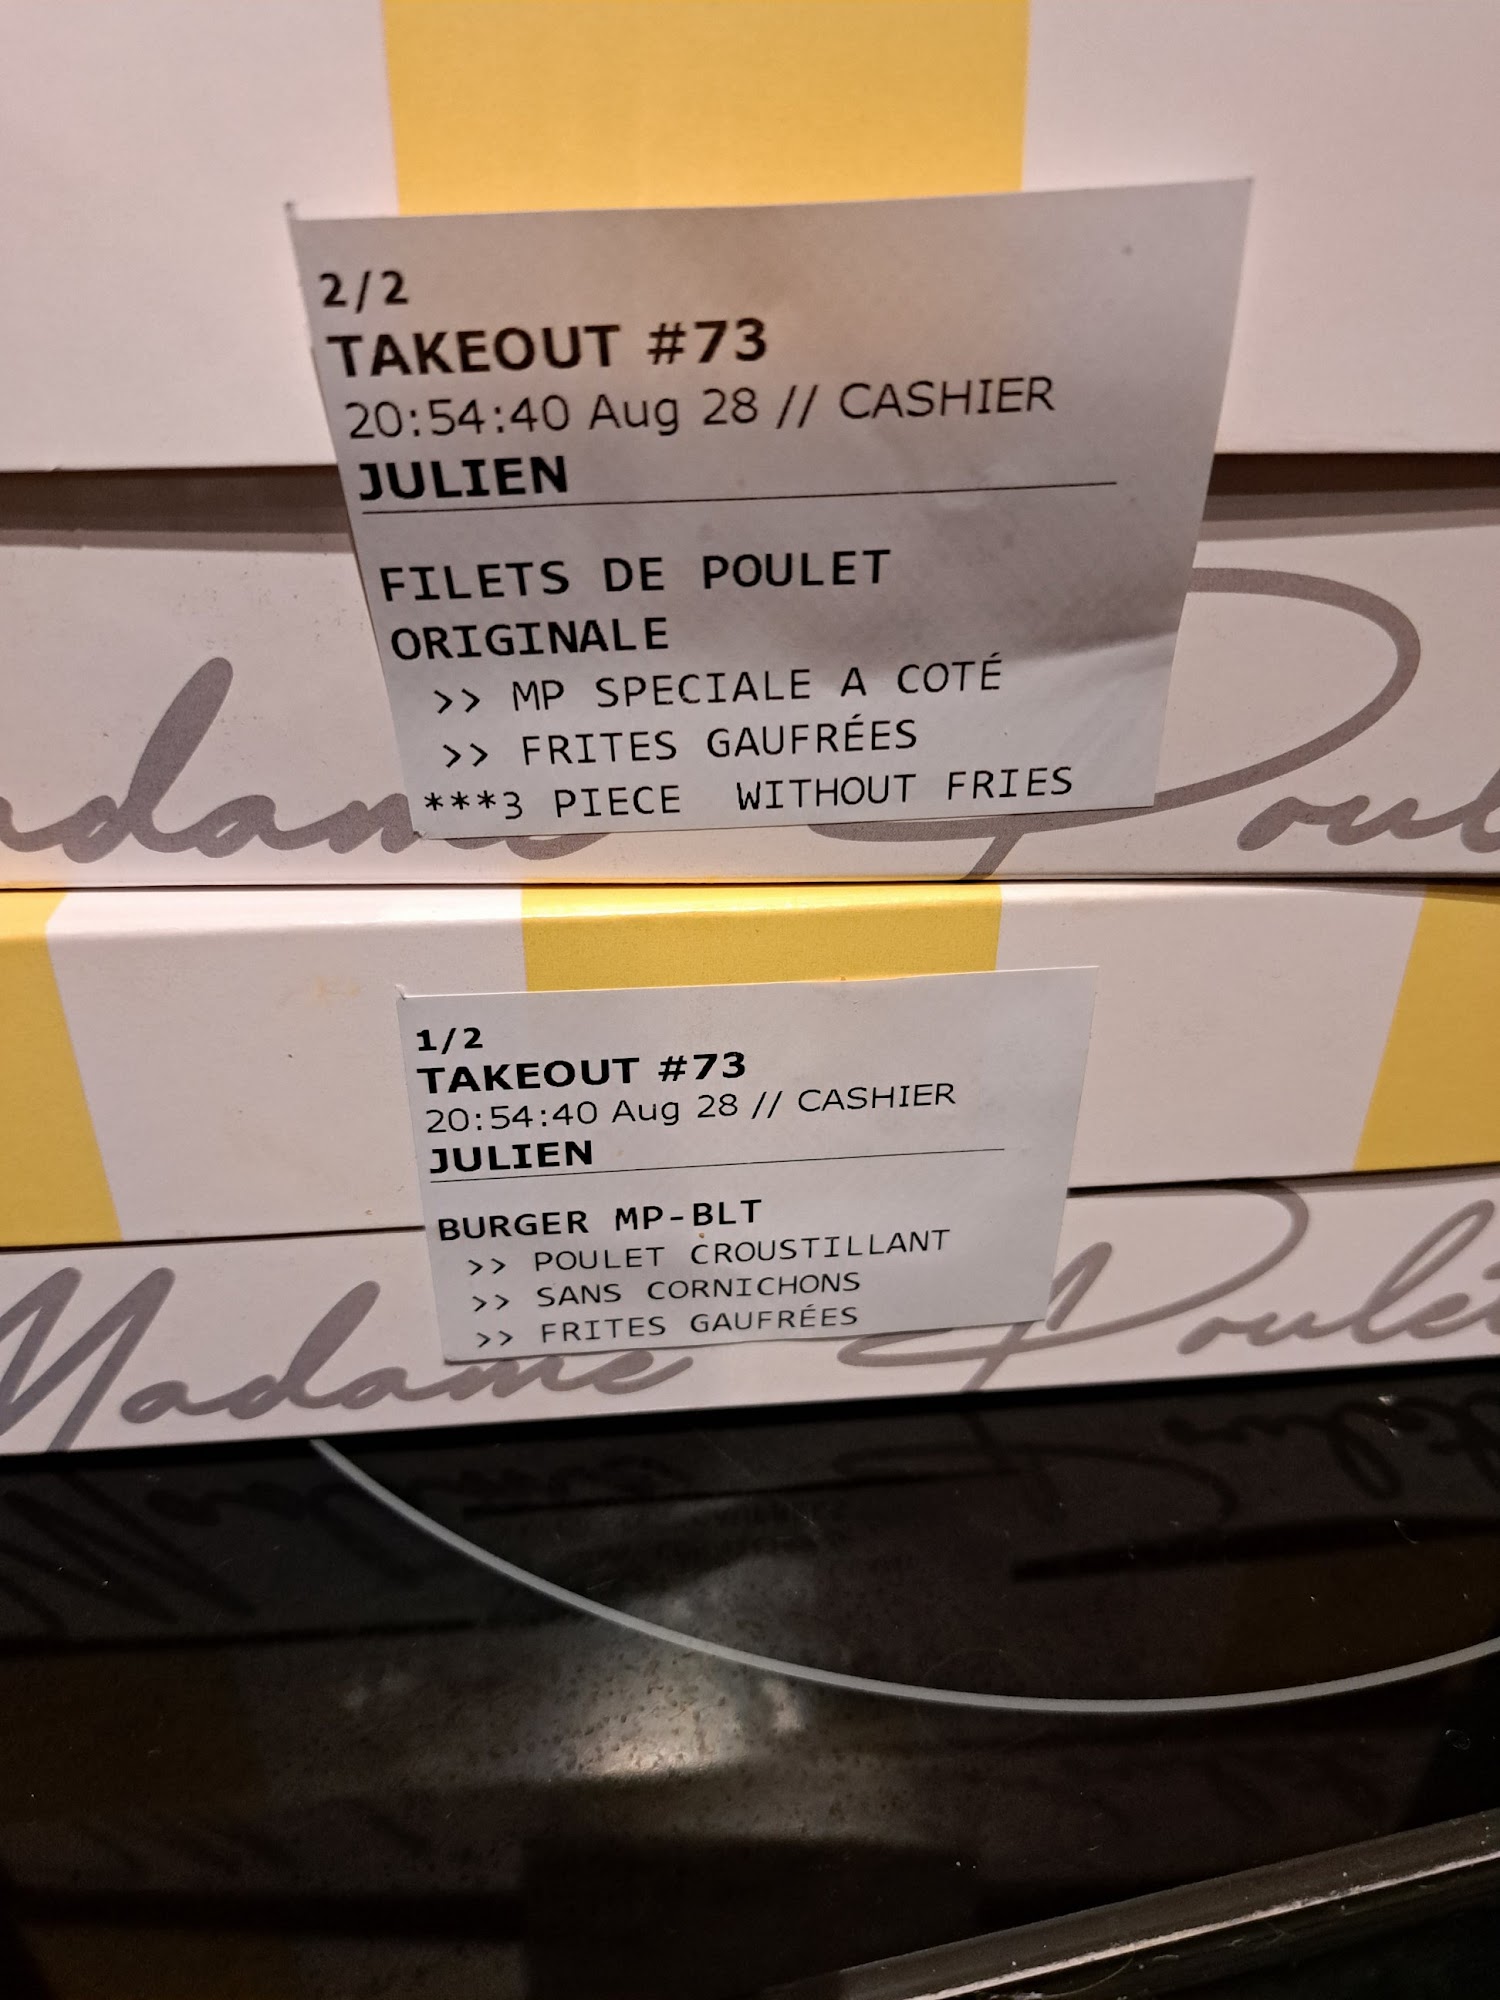 2/2
TAKEOUT #73
20:54:40 Aug 28 // CASHIER
JULIEN
FILETS DE POULET
ORIGINALE
>> MP SPECIALE A COTÉ
>> FRITES GAUFRÉES
***3 PIECE WITHOUT FRIES
Madame Poulet
1/2
TAKEOUT #73
20:54:40 Aug 28 // CASHIER
JULIEN
BURGER MP-BLT
>> POULET CROUSTILLANT
>> SANS CORNICHONS
>> FRITES GAUFRÉES
Madame Poulet